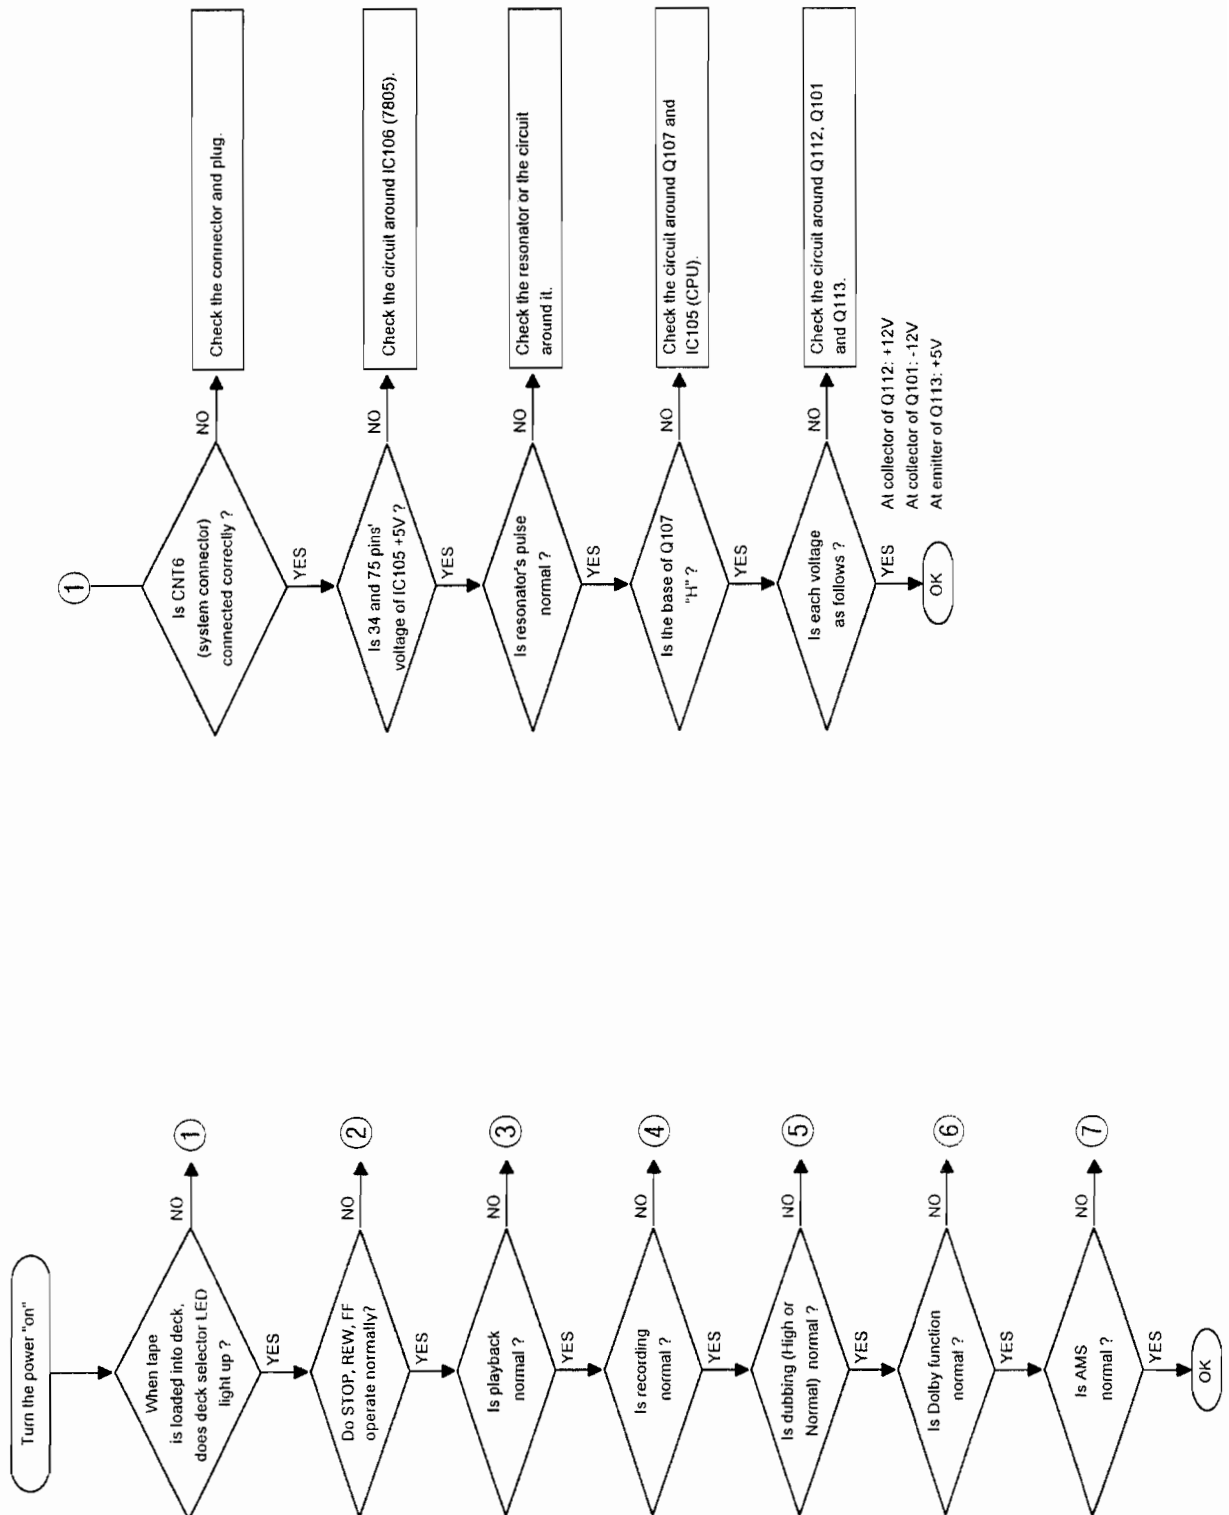 Turn the power "on"
When tape
is loaded into deck,
does deck selector LED
light up ?
NO
①
YES
Do STOP, REW, FF
operate normally?
NO
②
YES
Is playback
normal ?
NO
③
YES
Is recording
normal ?
NO
④
YES
Is dubbing (High or
Normal) normal ?
NO
⑤
YES
Is Dolby function
normal ?
NO
⑥
YES
Is AMS
normal ?
NO
⑦
YES
OK
①
Is CNT6
(system connector)
connected correctly ?
NO
Check the connector and plug.
YES
Is 34 and 75 pins'
voltage of IC105 +5V ?
NO
Check the circuit around IC106 (7805).
YES
Is resonator's pulse
normal ?
NO
Check the resonator or the circuit
around it.
YES
Is the base of Q107
"H" ?
NO
Check the circuit around Q107 and
IC105 (CPU).
YES
Is each voltage
as follows ?
NO
Check the circuit around Q112, Q101
and Q113.
At collector of Q112: +12V
At collector of Q101: -12V
At emitter of Q113: +5V
YES
OK